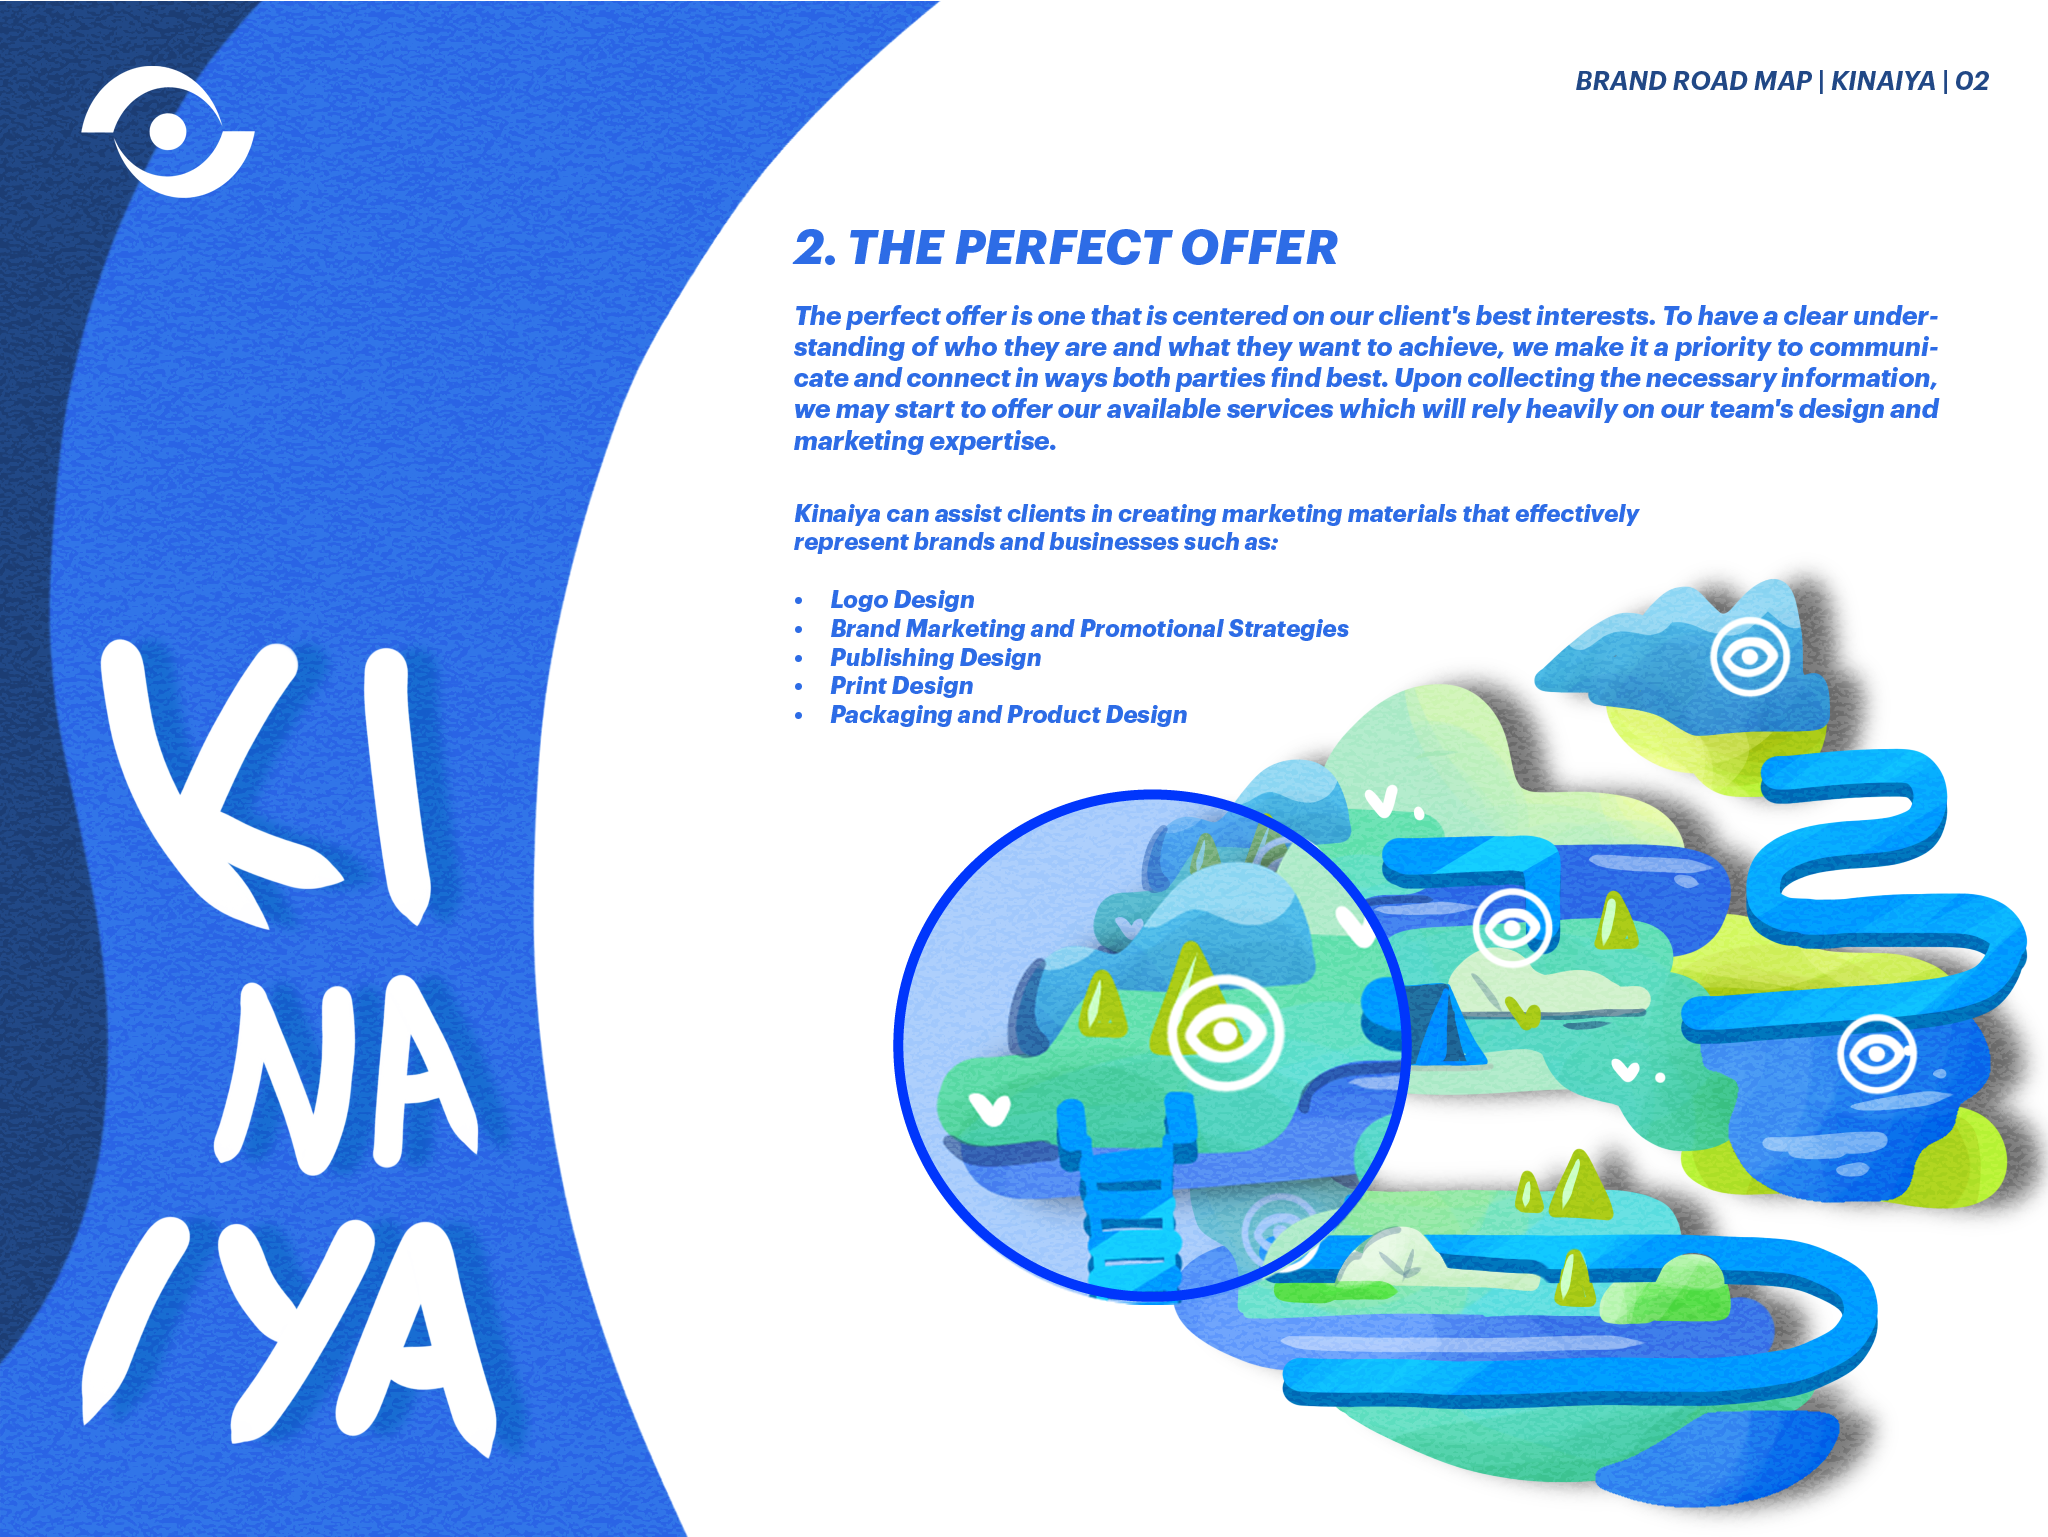 BRAND ROAD MAP | KINAIYA | 02
2. THE PERFECT OFFER
The perfect offer is one that is centered on our client's best interests. To have a clear under-
standing of who they are and what they want to achieve, we make it a priority to communi-
cate and connect in ways both parties find best. Upon collecting the necessary information,
we may start to offer our available services which will rely heavily on our team's design and
marketing expertise.
Kinaiya can assist clients in creating marketing materials that effectively
represent brands and businesses such as:
• Logo Design
• Brand Marketing and Promotional Strategies
• Publishing Design
• Print Design
• Packaging and Product Design
KI
NA
IYA